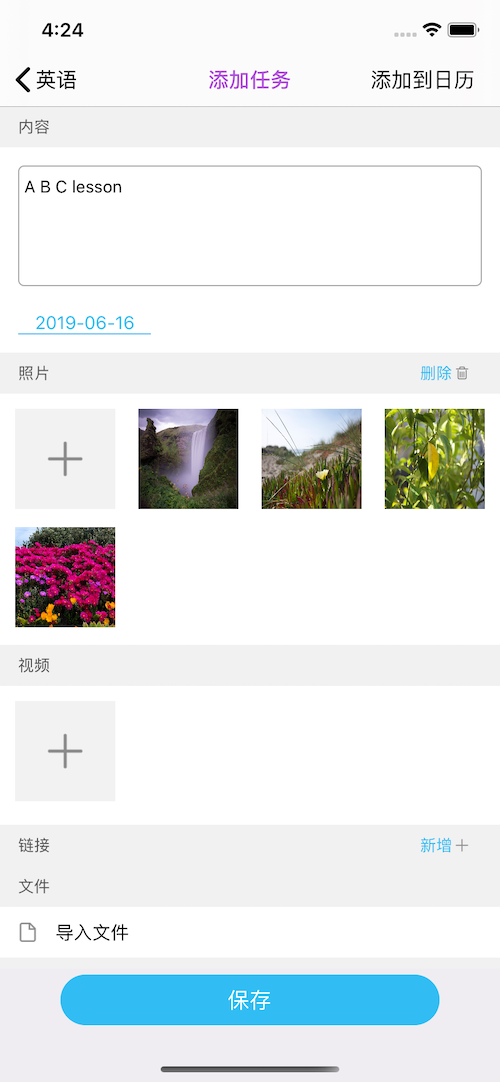 4:24
英语 添加任务 添加到日历
内容
A B C lesson
2019-06-16
照片 删除
视频
链接 新增
文件
导入文件
保存